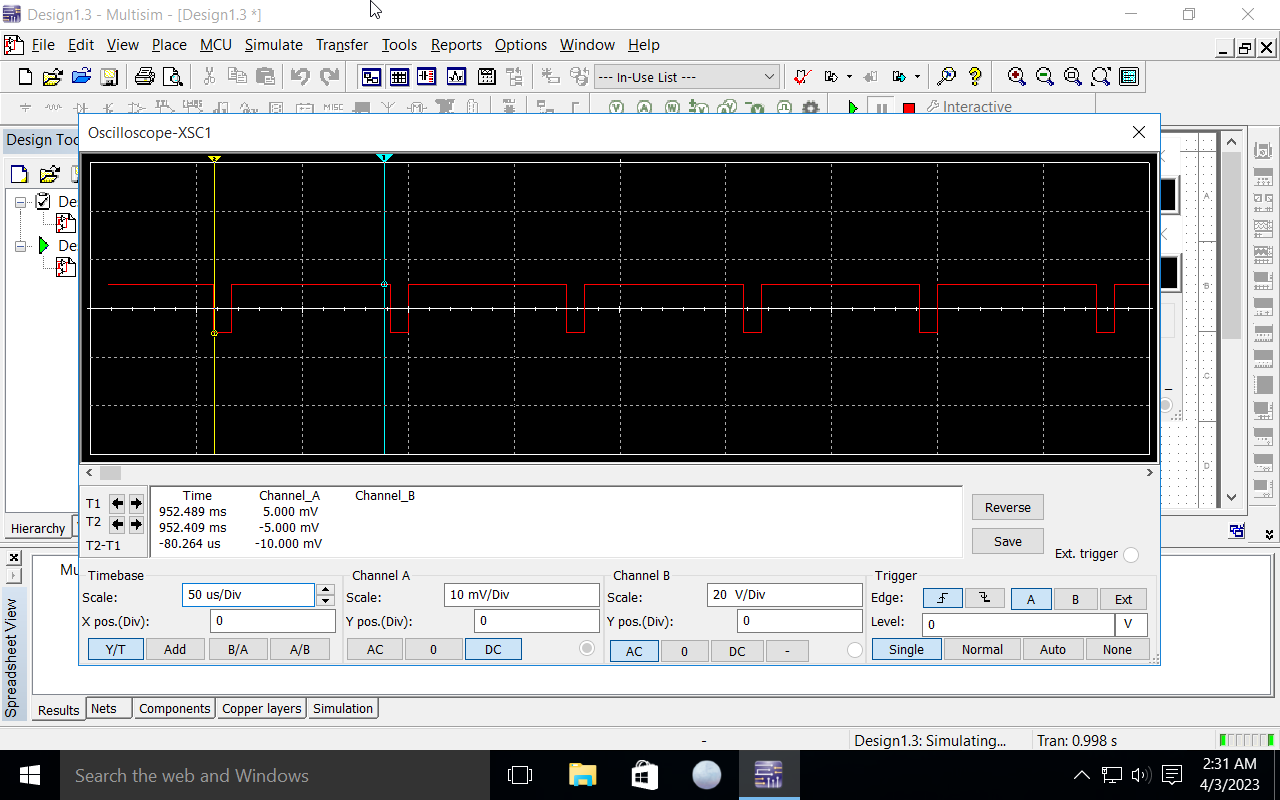 Design1.3 - Multisim - [Design1.3 *]
File Edit View Place MCU Simulate Transfer Tools Reports Options Window Help
--- In-Use List ---
MISC
Interactive
Design Too
Oscilloscope-XSC1
De
De
A
B
C
D
T1
T2
T2-T1
Time Channel_A Channel_B
952.489 ms 5.000 mV
952.409 ms -5.000 mV
-80.264 us -10.000 mV
Reverse
Save
Ext. trigger
Hierarchy
Mu
Timebase
Scale: 50 us/Div
X pos.(Div): 0
Y/T Add B/A A/B
Channel A
Scale: 10 mV/Div
Y pos.(Div): 0
AC 0 DC
Channel B
Scale: 20 V/Div
Y pos.(Div): 0
AC 0 DC -
Trigger
Edge: A B Ext
Level: 0 V
Single Normal Auto None
Spreadsheet View
Results Nets Components Copper layers Simulation
- Design1.3: Simulating... Tran: 0.998 s
Search the web and Windows
2:31 AM
4/3/2023